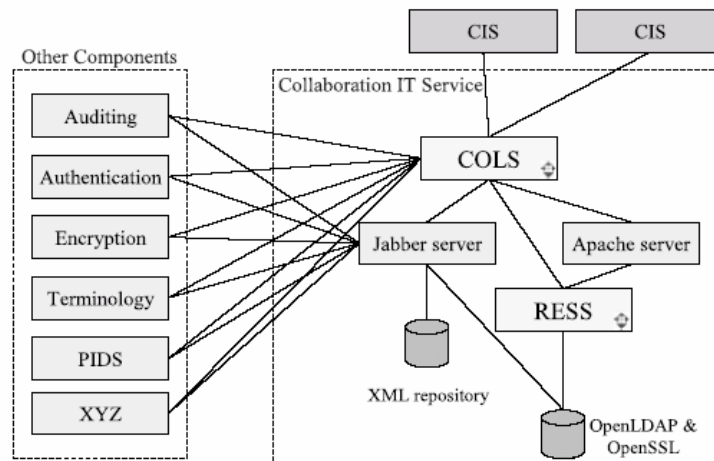 CIS
CIS
Other Components
Collaboration IT Service
Auditing
COLS
Authentication
Encryption
Jabber server
Apache server
Terminology
RESS
PIDS
XML repository
XYZ
OpenLDAP &
OpenSSL